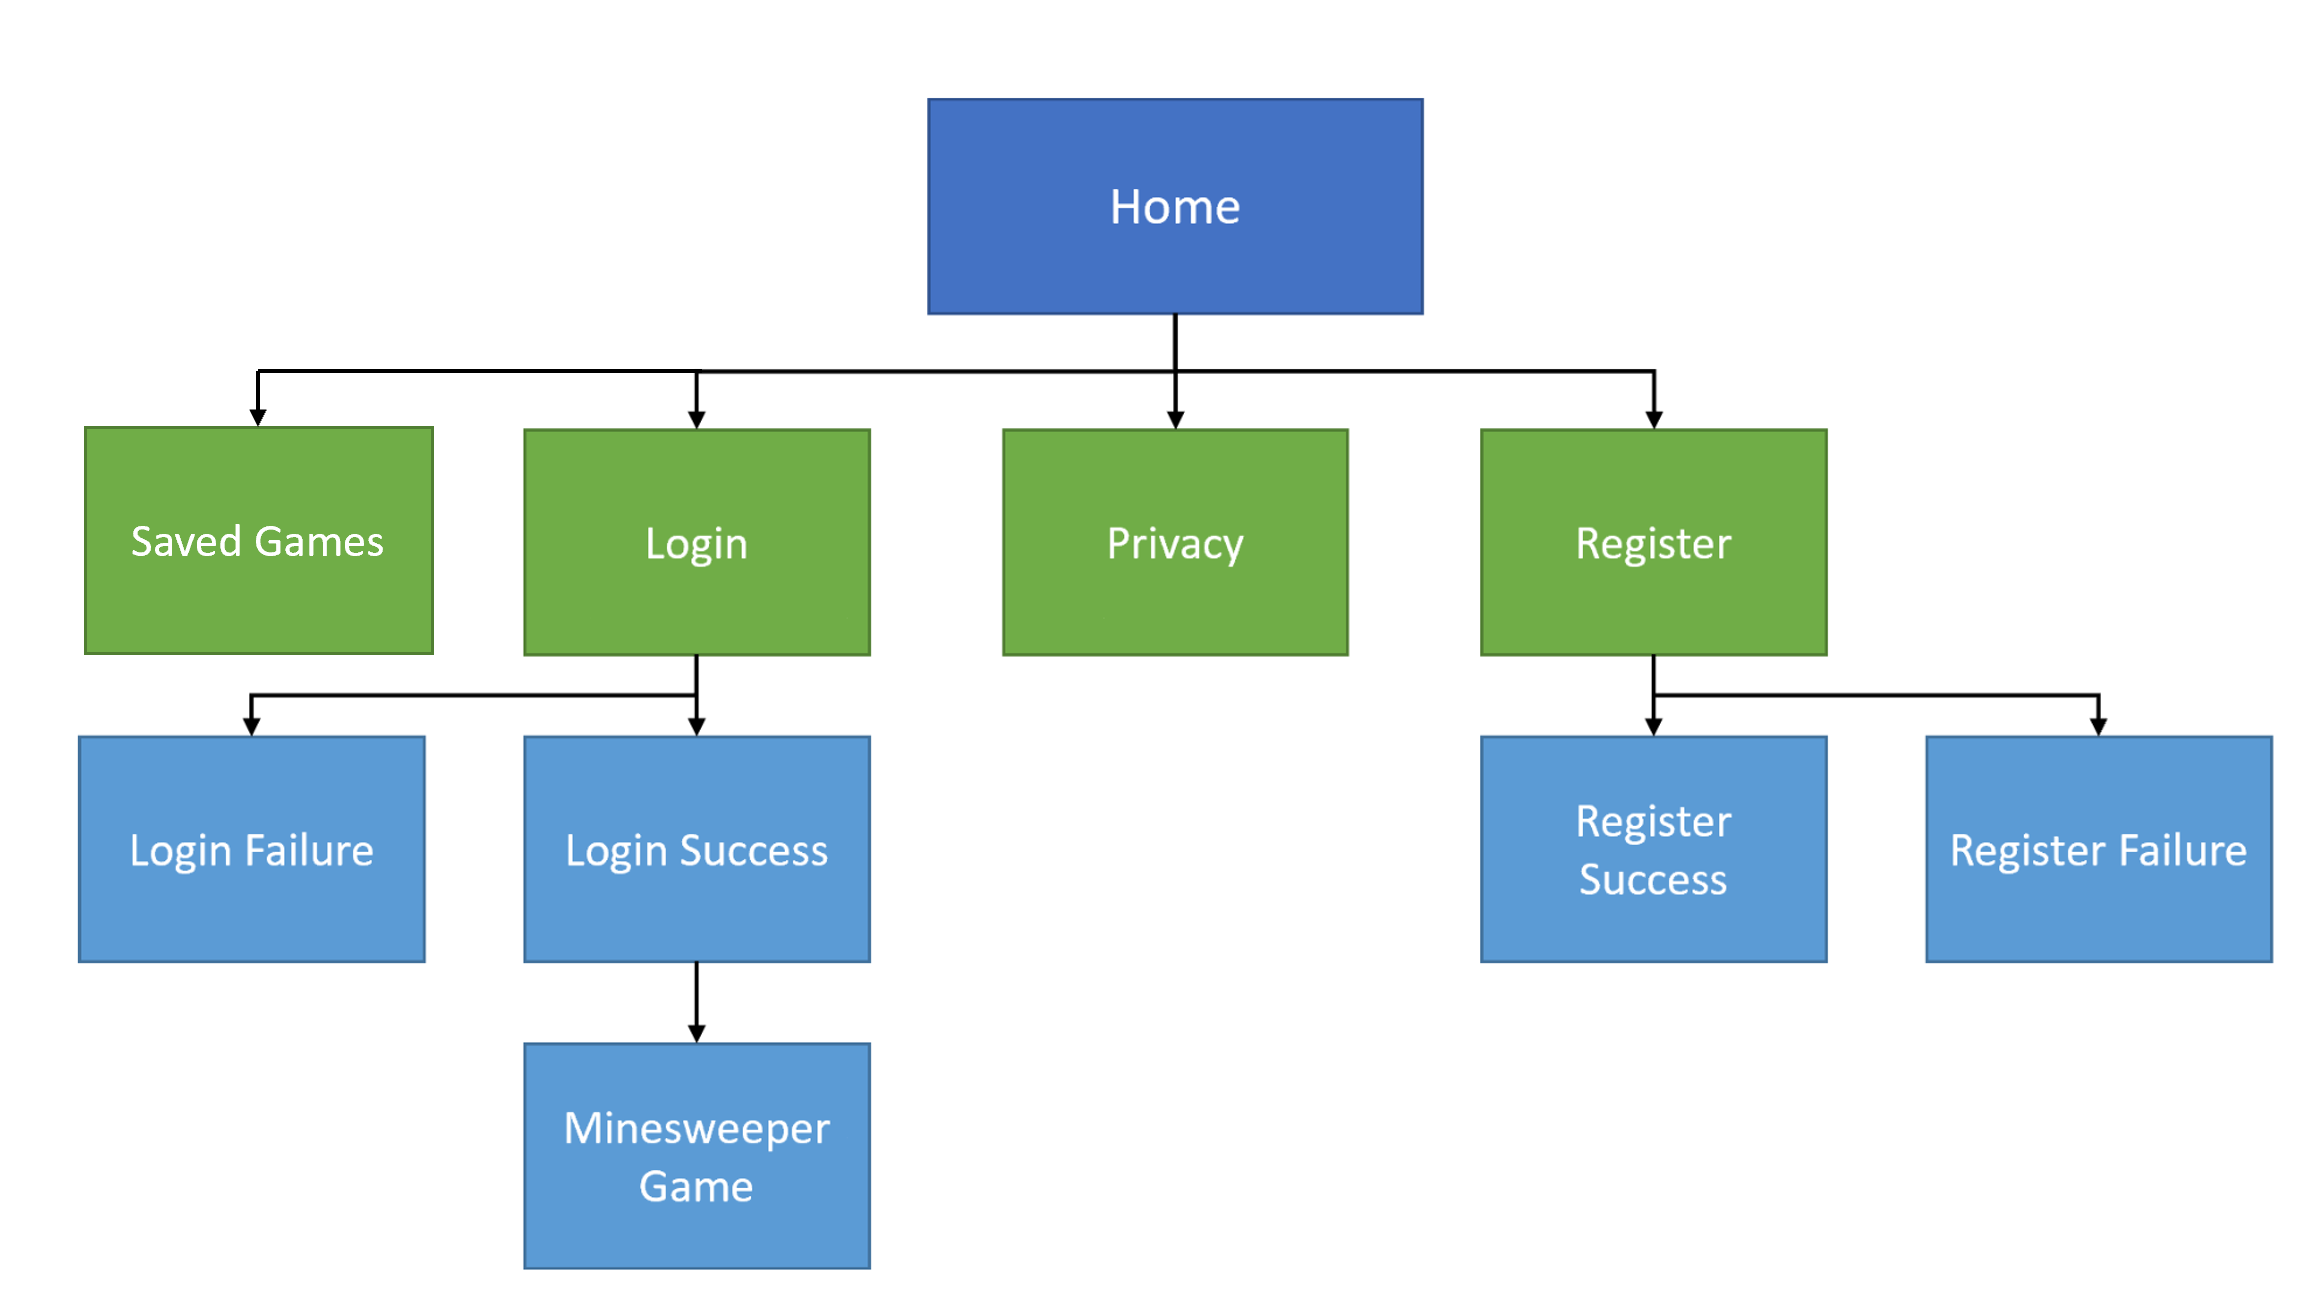 Home
Saved Games
Login
Privacy
Register
Login Failure
Login Success
Register
Success
Register Failure
Minesweeper
Game